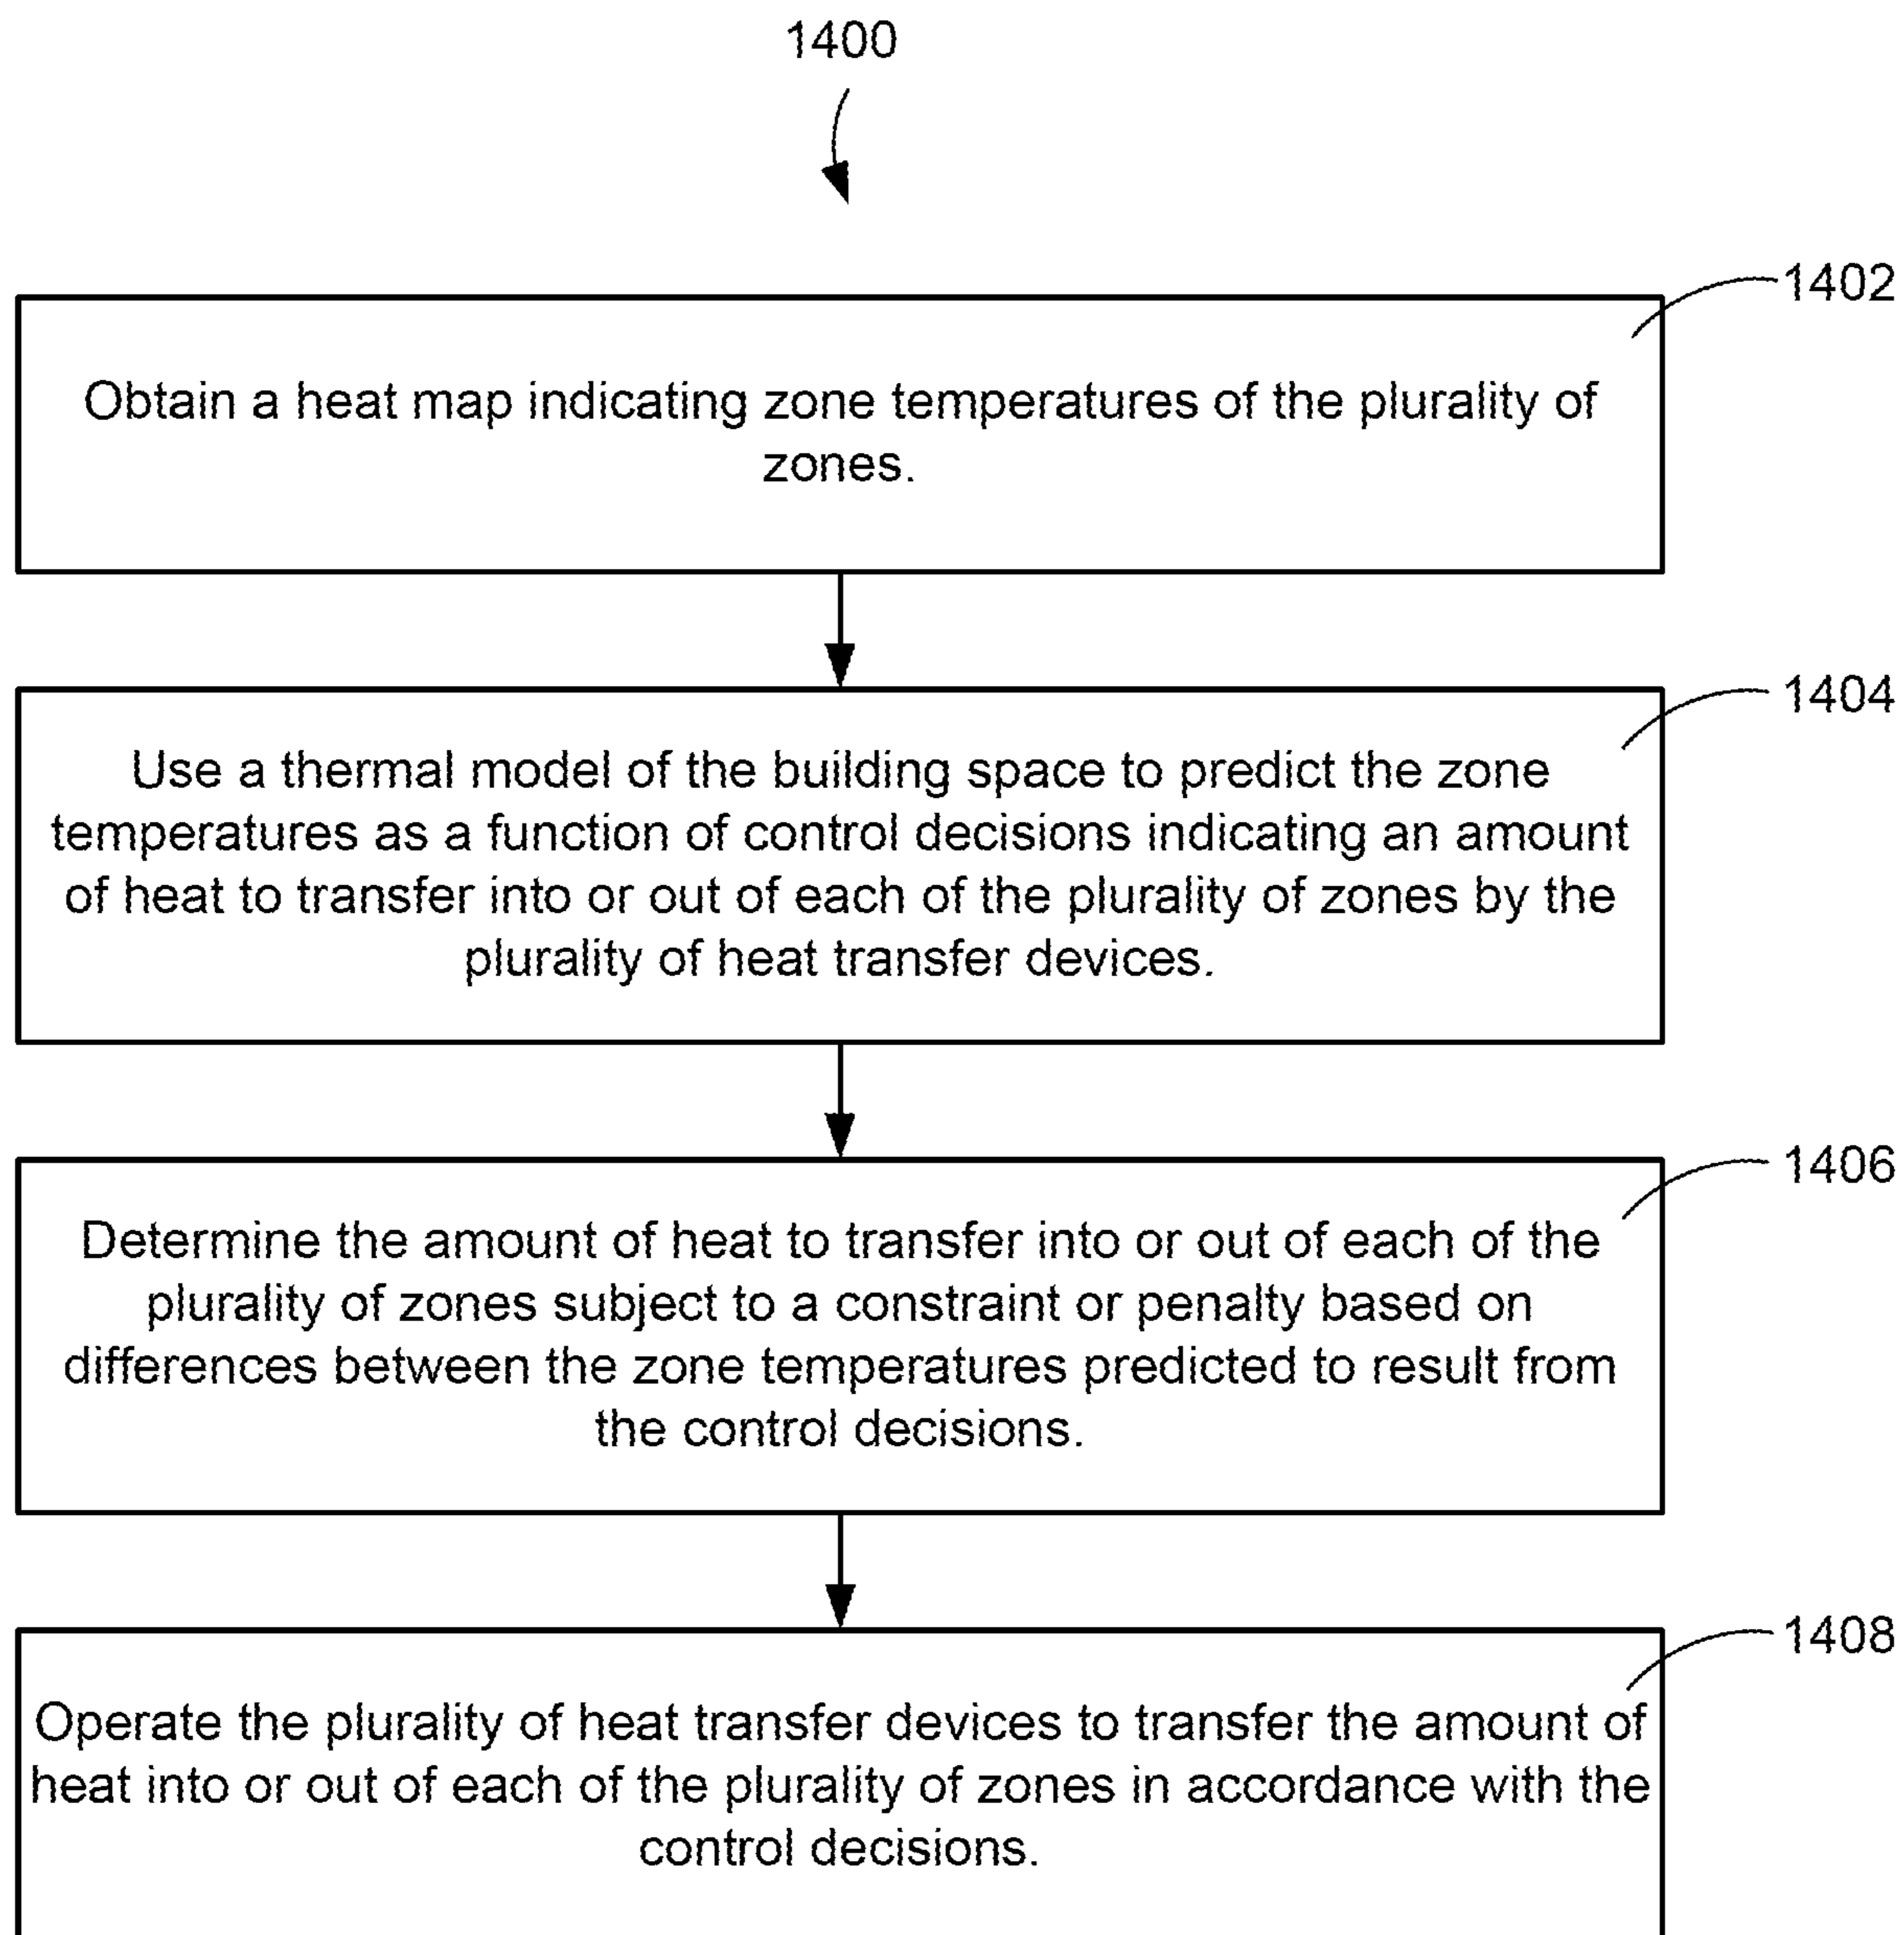 1400
1402
Obtain a heat map indicating zone temperatures of the plurality of
zones.
1404
Use a thermal model of the building space to predict the zone
temperatures as a function of control decisions indicating an amount
of heat to transfer into or out of each of the plurality of zones by the
plurality of heat transfer devices.
1406
Determine the amount of heat to transfer into or out of each of the
plurality of zones subject to a constraint or penalty based on
differences between the zone temperatures predicted to result from
the control decisions.
1408
Operate the plurality of heat transfer devices to transfer the amount of
heat into or out of each of the plurality of zones in accordance with the
control decisions.